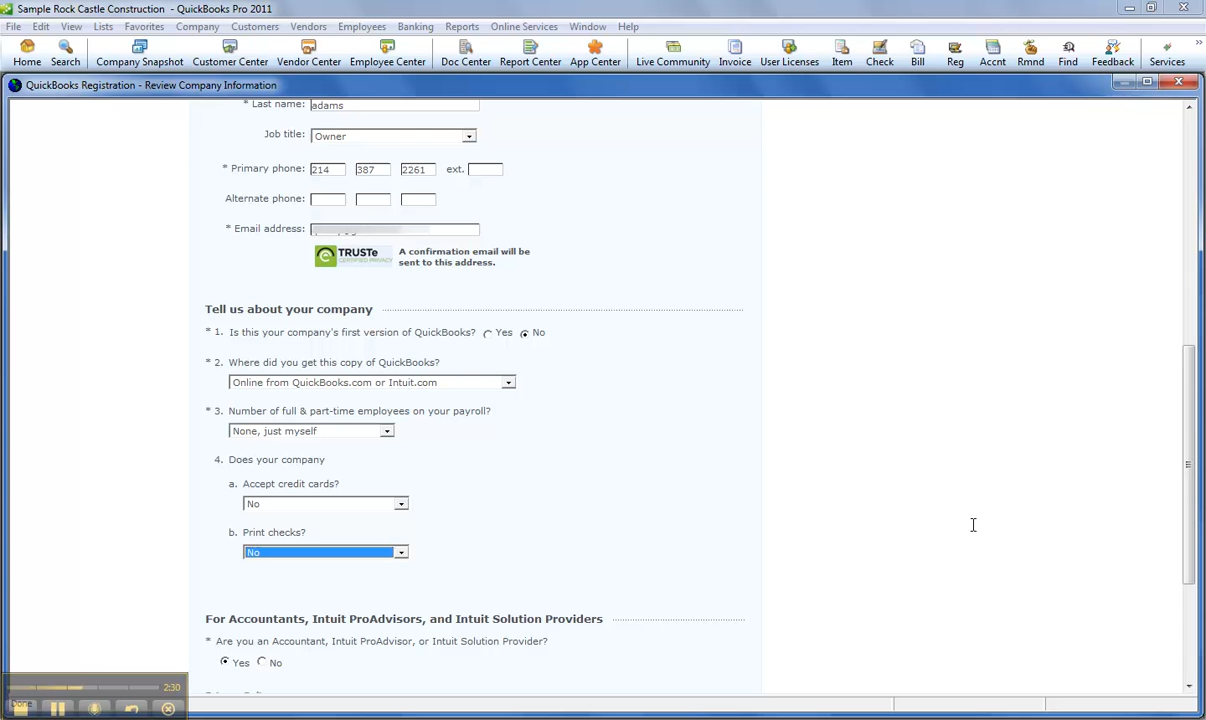 Sample Rock Castle Construction - QuickBooks Pro 2011
File Edit View Lists Favorites Company Customers Vendors Employees Banking Reports Online Services Window Help
Home Search Company Snapshot Customer Center Vendor Center Employee Center Doc Center Report Center App Center Live Community Invoice User Licenses Item Check Bill Reg Accnt Rmnd Find Feedback Services
QuickBooks Registration - Review Company Information
* Last name: adams
Job title: Owner
* Primary phone: 214 387 2261 ext.
Alternate phone:
* Email address:
TRUSTe CERTIFIED PRIVACY
A confirmation email will be
sent to this address.
Tell us about your company
* 1. Is this your company's first version of QuickBooks? Yes No
* 2. Where did you get this copy of QuickBooks?
Online from QuickBooks.com or Intuit.com
* 3. Number of full & part-time employees on your payroll?
None, just myself
4. Does your company
a. Accept credit cards?
No
b. Print checks?
No
For Accountants, Intuit ProAdvisors, and Intuit Solution Providers
* Are you an Accountant, Intuit ProAdvisor, or Intuit Solution Provider?
Yes No
2:30
Done